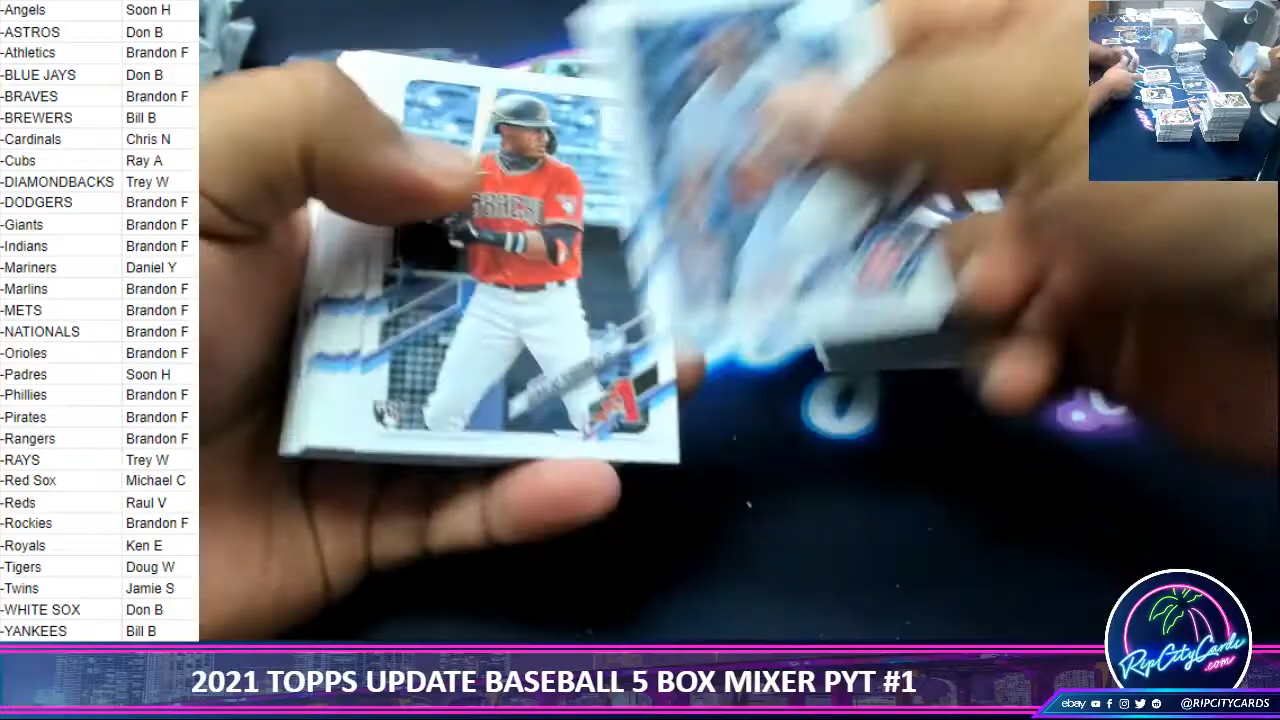 -Angels Soon H
-ASTROS Don B
-Athletics Brandon F
-BLUE JAYS Don B
-BRAVES Brandon F
-BREWERS Bill B
-Cardinals Chris N
-Cubs Ray A
-DIAMONDBACKS Trey W
-DODGERS Brandon F
-Giants Brandon F
-Indians Brandon F
-Mariners Daniel Y
-Marlins Brandon F
-METS Brandon F
-NATIONALS Brandon F
-Orioles Brandon F
-Padres Soon H
-Phillies Brandon F
-Pirates Brandon F
-Rangers Brandon F
-RAYS Trey W
-Red Sox Michael C
-Reds Raul V
-Rockies Brandon F
-Royals Ken E
-Tigers Doug W
-Twins Jamie S
-WHITE SOX Don B
-YANKEES Bill B
RipCityCards
.com
2021 TOPPS UPDATE BASEBALL 5 BOX MIXER PYT #1
ebay @RIPCITYCARDS